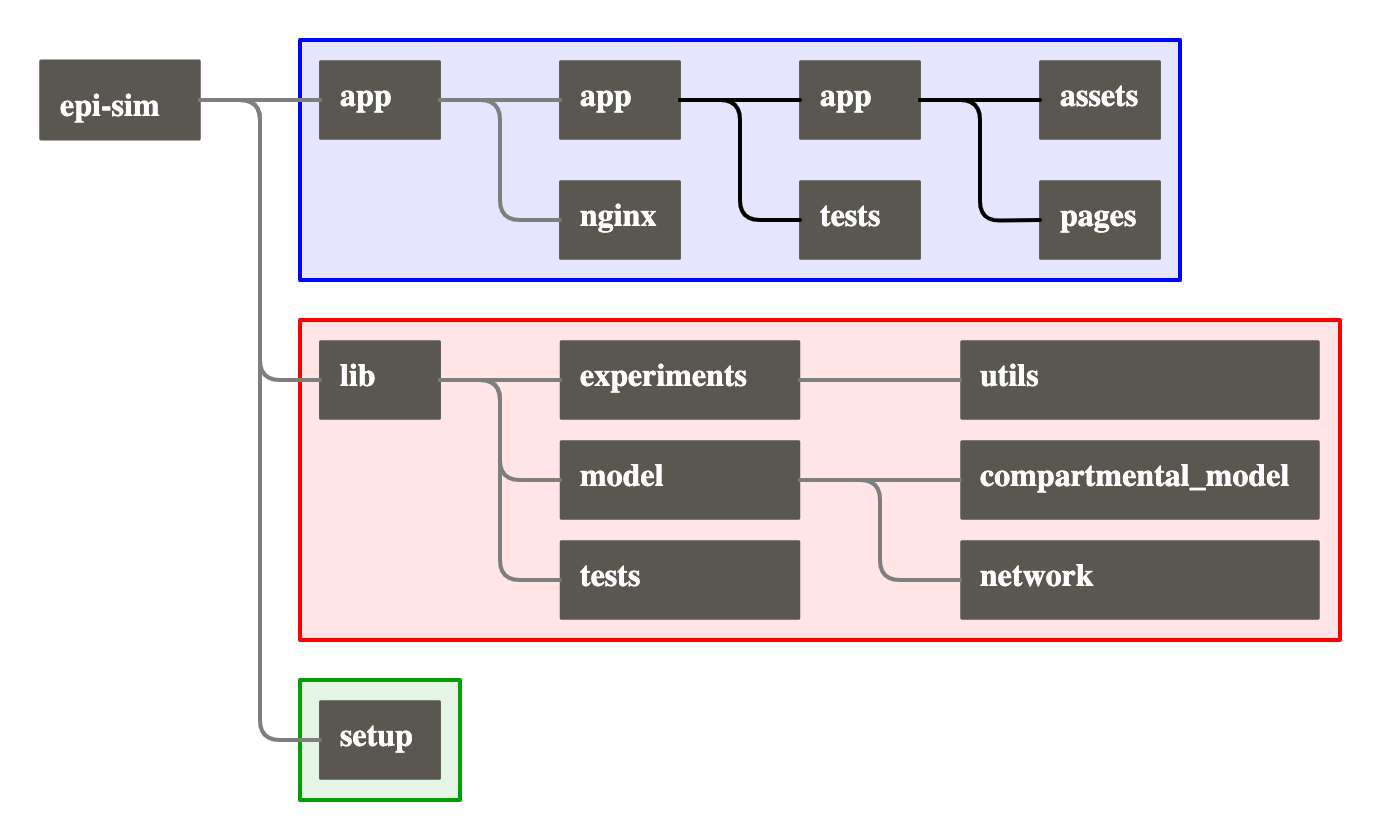 epi-sim
app
app
app
assets
nginx
tests
pages
lib
experiments
utils
model
compartmental_model
tests
network
setup